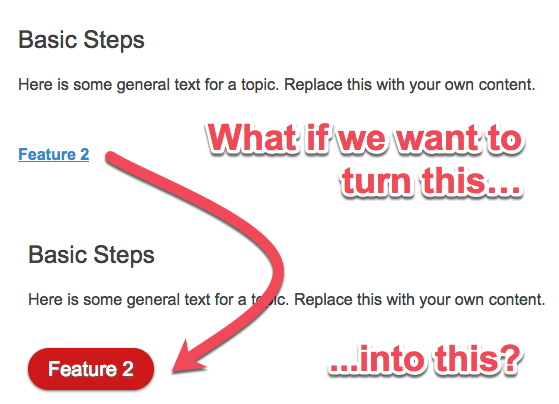 Basic Steps
Here is some general text for a topic. Replace this with your own content.
What if we want to
turn this...
Feature 2
Basic Steps
Here is some general text for a topic. Replace this with your own content.
...into this?
Feature 2